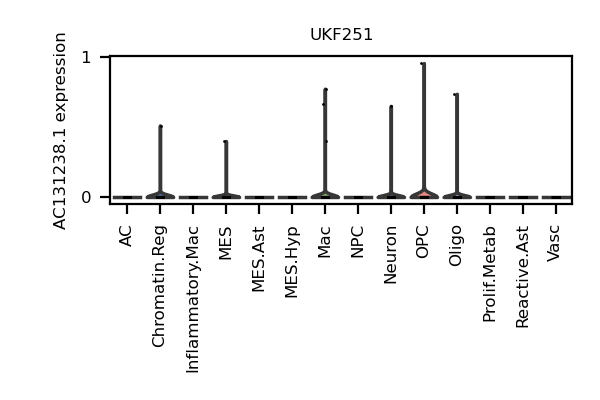 UKF251
AC131238.1 expression
1
0
AC
Chromatin.Reg
Inflammatory.Mac
MES
MES.Ast
MES.Hyp
Mac
NPC
Neuron
OPC
Oligo
Prolif.Metab
Reactive.Ast
Vasc